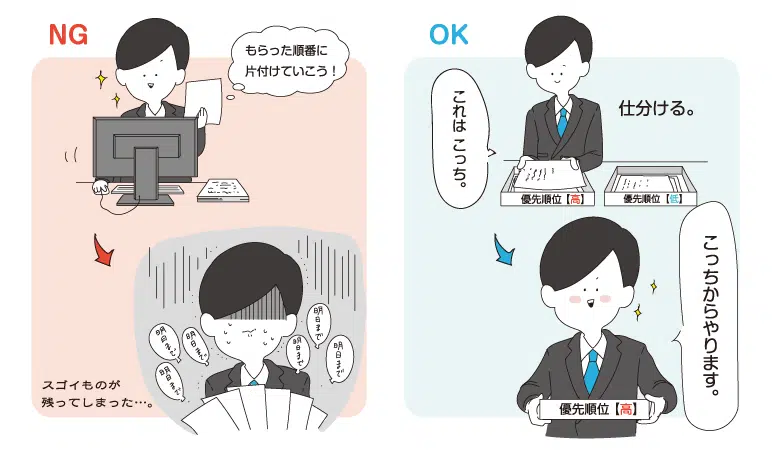 NG
もらった順番に
片付けていこう！
明日まで
明日まで
明日まで
明日まで
明日まで
スゴイものが
残ってしまった…。
OK
これは こっち。
仕分ける。
優先順位【高】
優先順位【低】
こっちからやります。
優先順位【高】